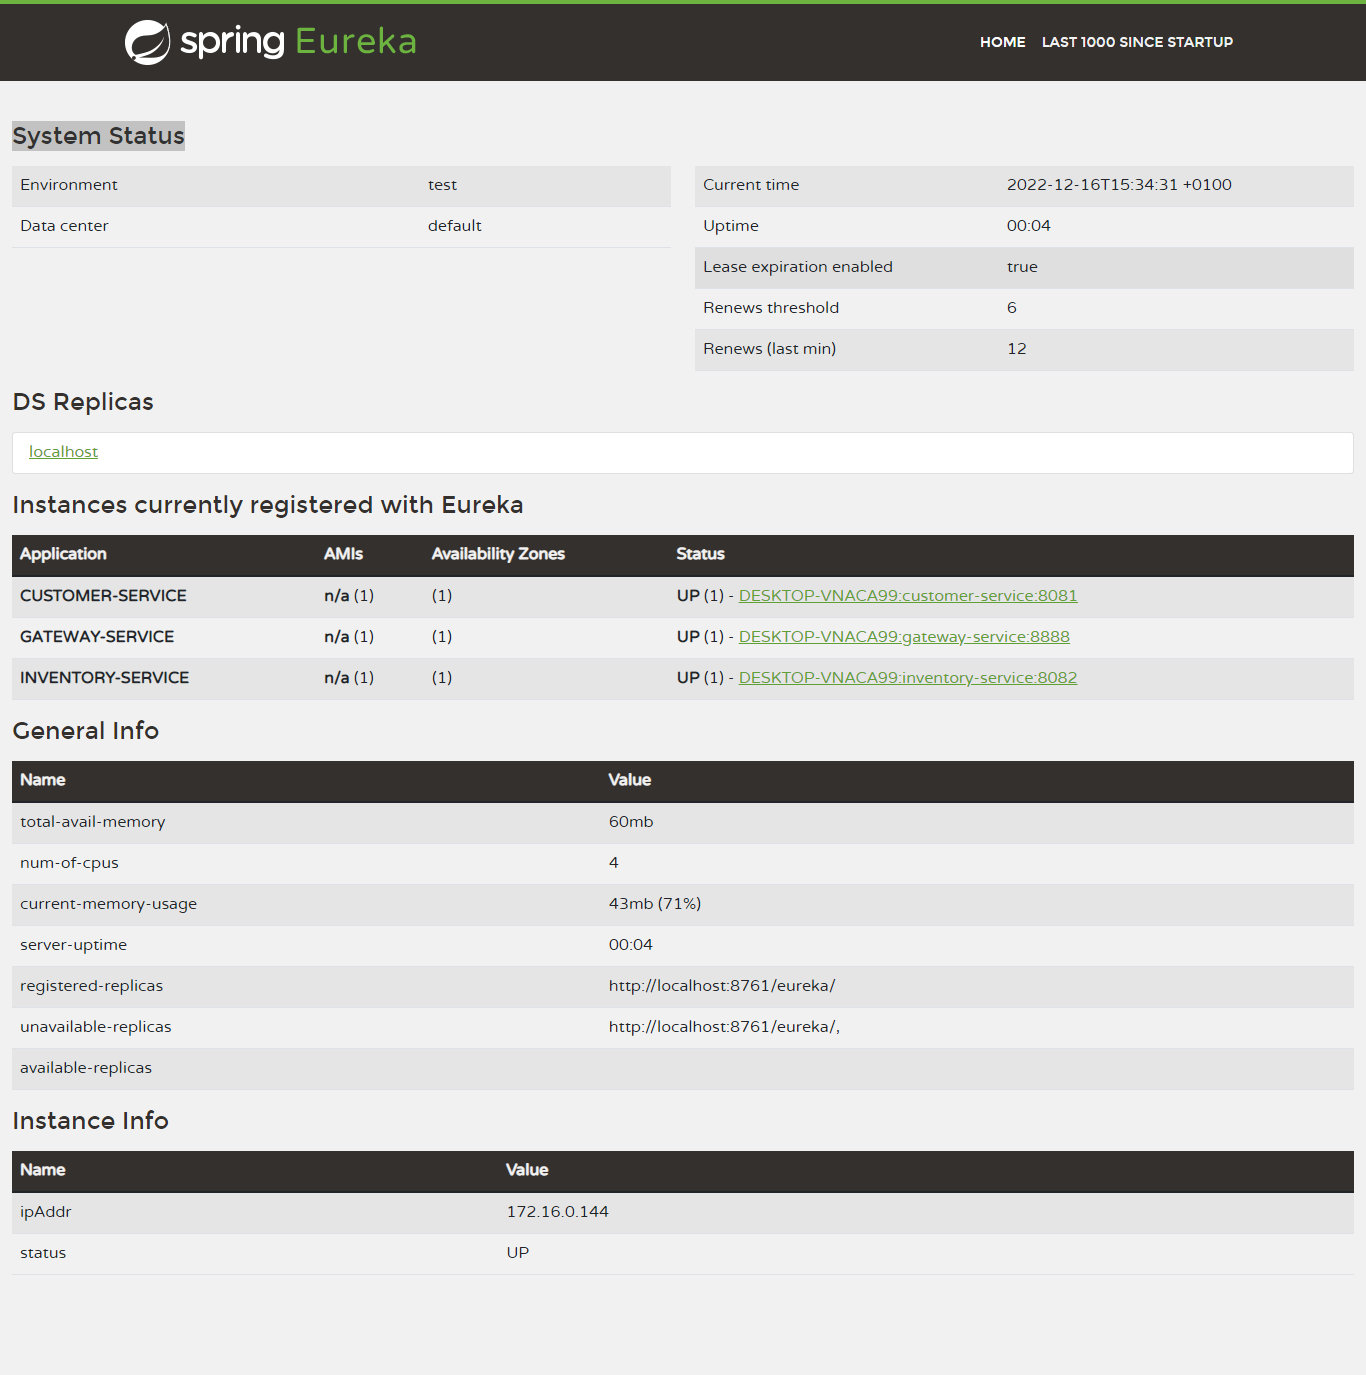 spring Eureka
HOME LAST 1000 SINCE STARTUP
System Status
Environment test
Data center default
Current time 2022-12-16T15:34:31 +0100
Uptime 00:04
Lease expiration enabled true
Renews threshold 6
Renews (last min) 12
DS Replicas
localhost
Instances currently registered with Eureka
Application AMIs Availability Zones Status
CUSTOMER-SERVICE n/a (1) (1) UP (1) - DESKTOP-VNACA99:customer-service:8081
GATEWAY-SERVICE n/a (1) (1) UP (1) - DESKTOP-VNACA99:gateway-service:8888
INVENTORY-SERVICE n/a (1) (1) UP (1) - DESKTOP-VNACA99:inventory-service:8082
General Info
Name Value
total-avail-memory 60mb
num-of-cpus 4
current-memory-usage 43mb (71%)
server-uptime 00:04
registered-replicas http://localhost:8761/eureka/
unavailable-replicas http://localhost:8761/eureka/,
available-replicas
Instance Info
Name Value
ipAddr 172.16.0.144
status UP